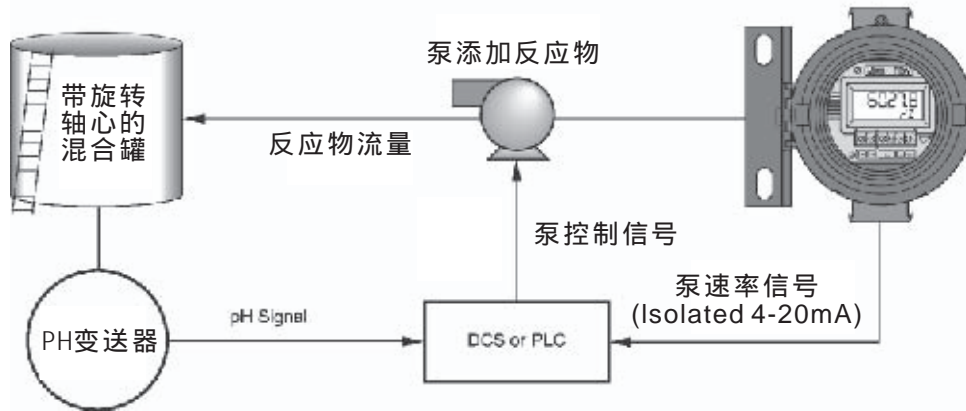 泵添加反应物
带旋转
轴心的
混合罐
反应物流量
泵控制信号
泵速率信号
(Isolated 4-20mA)
pH Signal
PH变送器
DCS or PLC